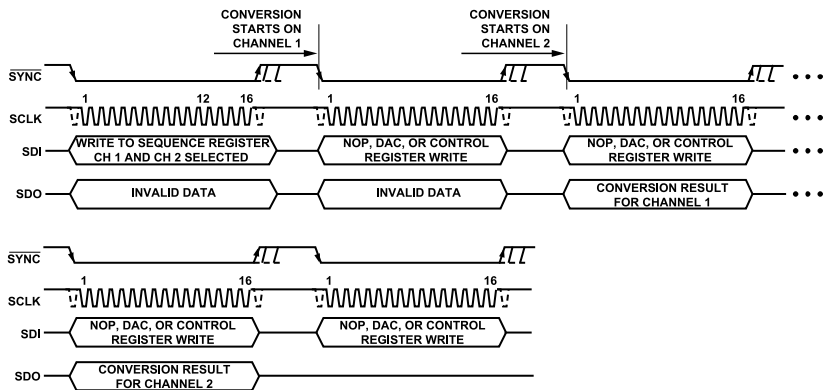 CONVERSION
STARTS ON
CHANNEL 1
CONVERSION
STARTS ON
CHANNEL 2
SYNC
1 12 16 1 16 1 16
SCLK
SDI
WRITE TO SEQUENCE REGISTER
CH 1 AND CH 2 SELECTED
NOP, DAC, OR CONTROL
REGISTER WRITE
NOP, DAC, OR CONTROL
REGISTER WRITE
SDO
INVALID DATA
INVALID DATA
CONVERSION RESULT
FOR CHANNEL 1
SYNC
1 16 1 16
SCLK
SDI
NOP, DAC, OR CONTROL
REGISTER WRITE
NOP, DAC, OR CONTROL
REGISTER WRITE
SDO
CONVERSION RESULT
FOR CHANNEL 2